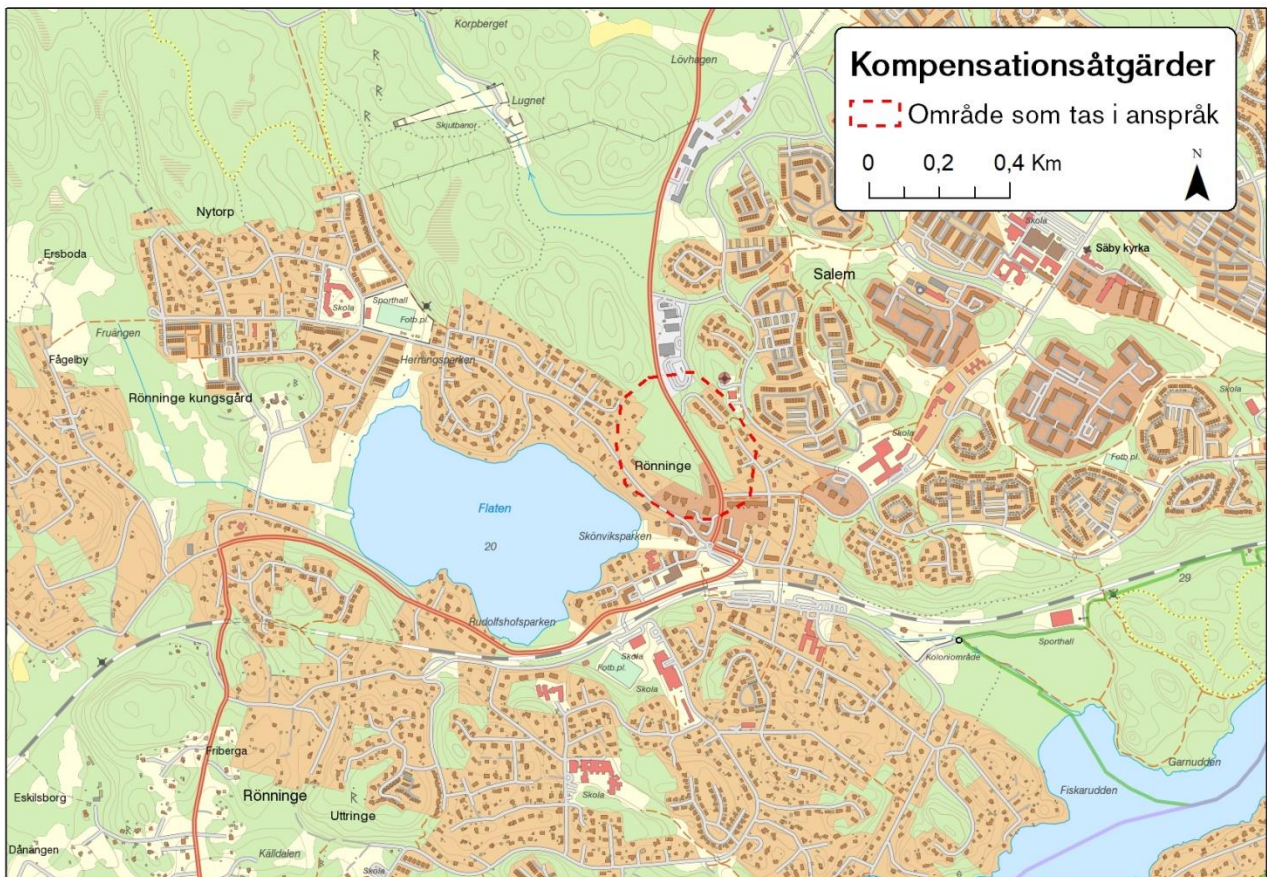 Kompensationsåtgärder
Område som tas i anspråk
0 0,2 0,4 Km
N
Korpberget
Lövhagen
Lugnet
Skjutbanor
Nytorp
Ersboda
Skola
Sporthall
Fotb.pl.
Fruängen
Fågelby
Herrängsparken
Rönninge kungsgård
Flaten
20
Rönninge
Skönviksparken
Rudolfshofsparken
Salem
Skola
Säby kyrka
Skola
Skola
Fotb.pl.
29
Sporthall
Koloniområde
Skola
Fotb.pl.
Skola
Friberga
Eskilsborg
Rönninge
Uttringe
Skola
Dånängen
Källdalen
Skola
Garnudden
Fiskarudden